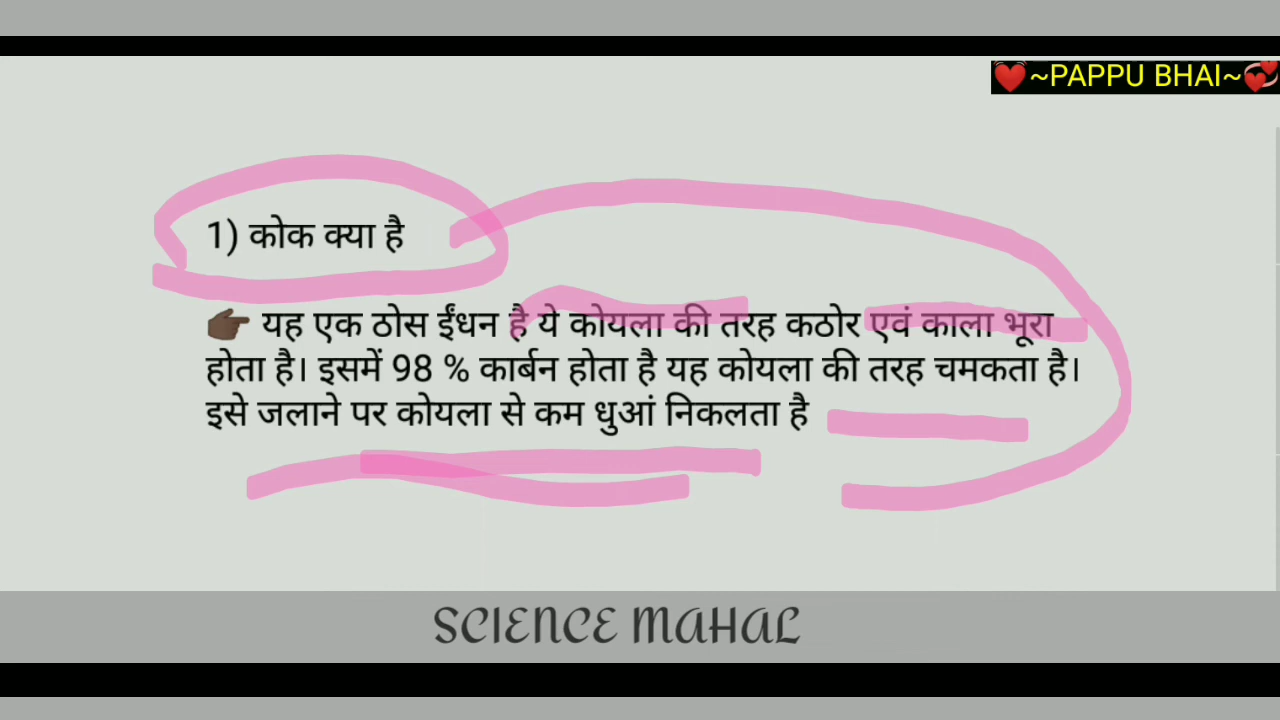 ❤️~PAPPU BHAI~💞
1) कोक क्या है
👉🏿 यह एक ठोस ईंधन है ये कोयला की तरह कठोर एवं काला भूरा
होता है। इसमें 98 % कार्बन होता है यह कोयला की तरह चमकता है।
इसे जलाने पर कोयला से कम धुआं निकलता है
SCIENCE MAHAL